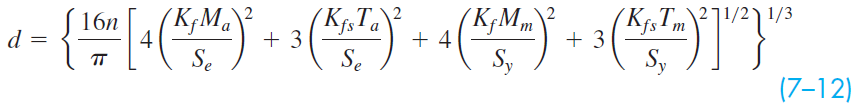 d = { 16n/π [ 4 ( K_f M_a / S_e )² + 3 ( K_fs T_a / S_e )² + 4 ( K_f M_m / S_y )² + 3 ( K_fs T_m / S_y )² ]^1/2 }^1/3
(7–12)